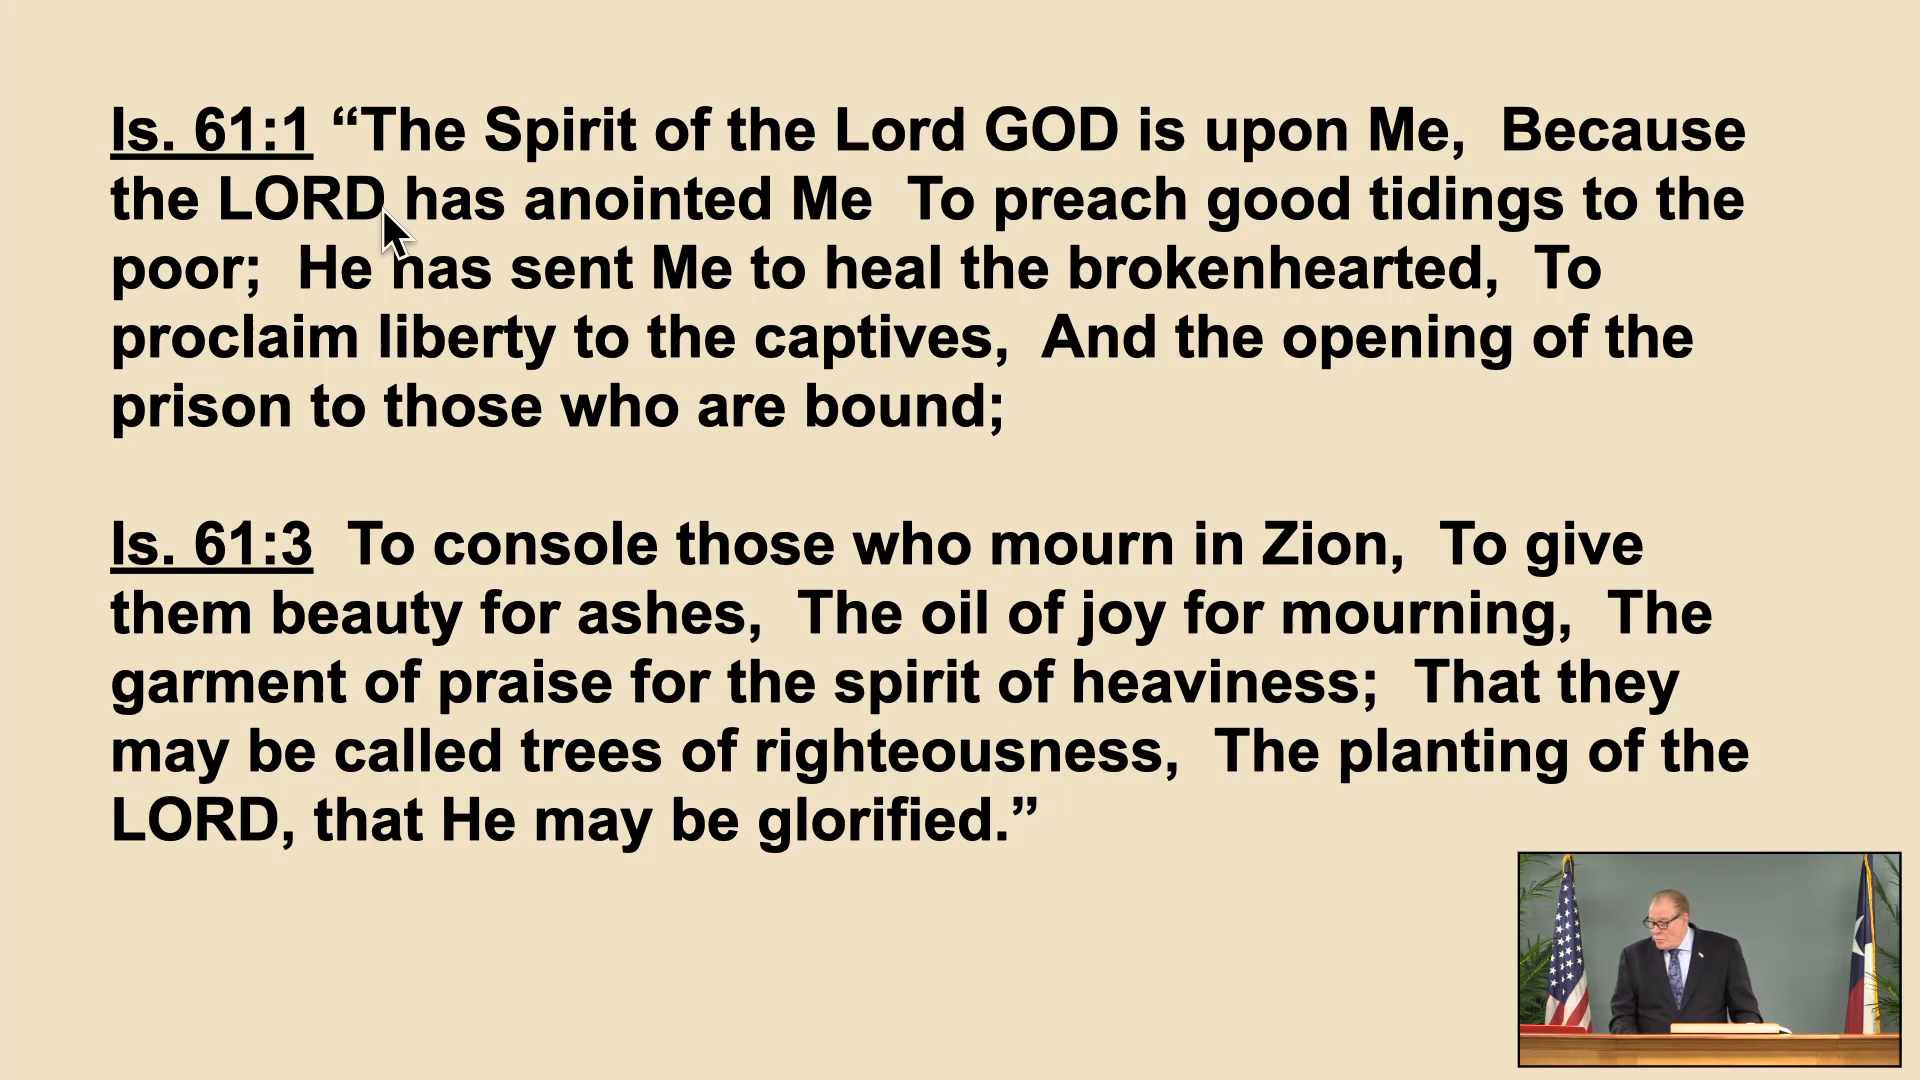 Is. 61:1 “The Spirit of the Lord GOD is upon Me,  Because
the LORD has anointed Me  To preach good tidings to the
poor;  He has sent Me to heal the brokenhearted,  To
proclaim liberty to the captives,  And the opening of the
prison to those who are bound;
Is. 61:3  To console those who mourn in Zion,  To give
them beauty for ashes,  The oil of joy for mourning,  The
garment of praise for the spirit of heaviness;  That they
may be called trees of righteousness,  The planting of the
LORD, that He may be glorified.”